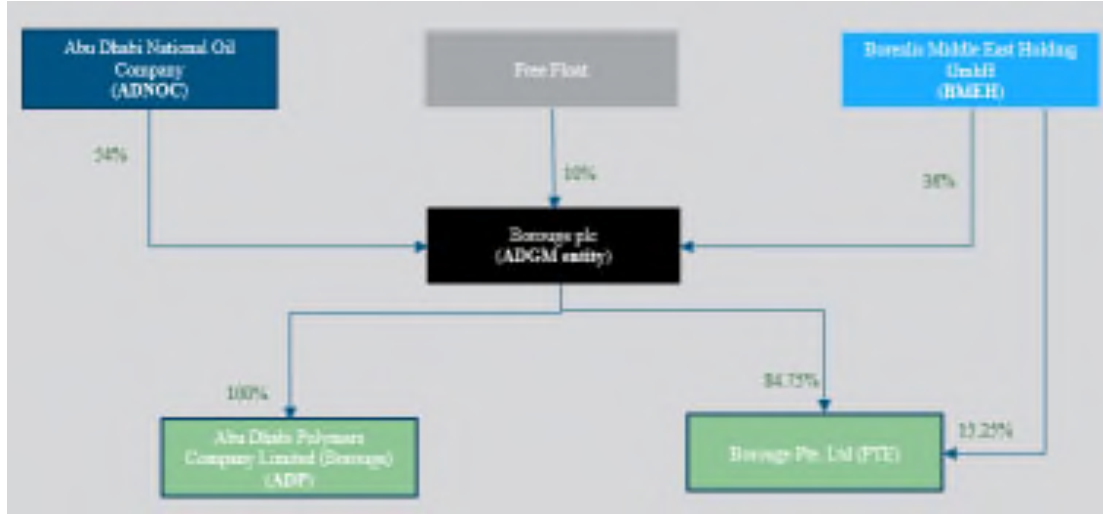 Abu Dhabi National Oil
Company
(ADNOC)
Free Float
Borealis Middle East Holding
GmbH
(BMEH)
54%
10%
36%
Borouge plc
(ADGM entity)
100%
84.75%
15.25%
Abu Dhabi Polymers
Company Limited (Borouge)
(ADP)
Borouge Pte. Ltd (PTE)